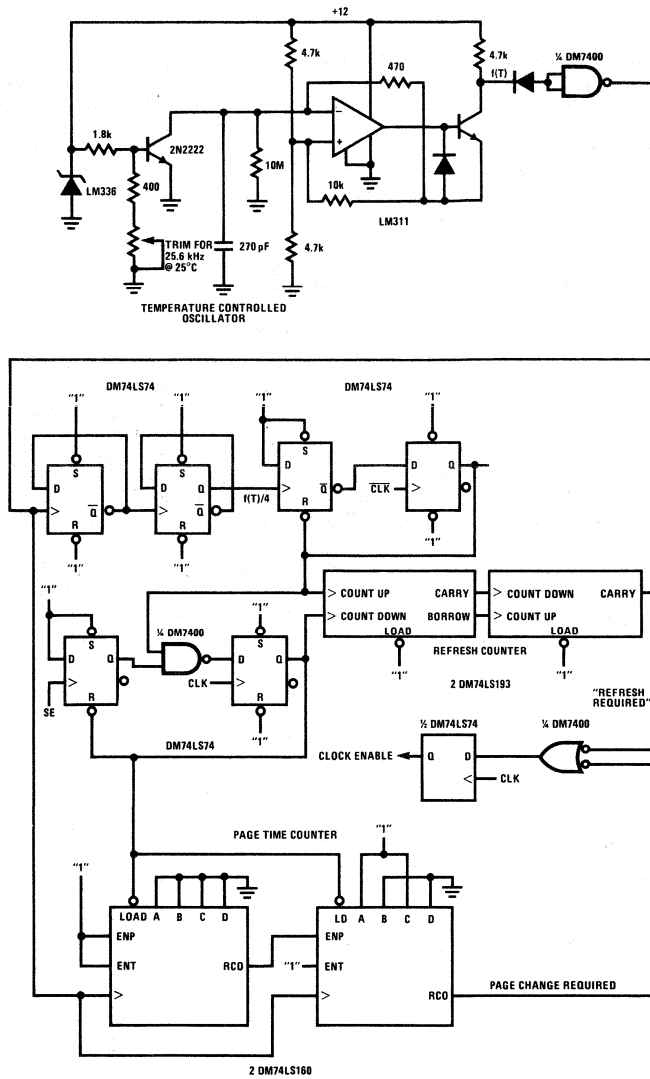 +12
4.7k
4.7k
¼ DM7400
470
f(T)
1.8k
2N2222
−
+
LM336
400
10M
10k
LM311
TRIM FOR
25.6 kHz
@ 25°C
270 pF
4.7k
TEMPERATURE CONTROLLED
OSCILLATOR
DM74LS74
DM74LS74
"1"
"1"
"1"
"1"
S
S
S
D
D
Q
D
D
Q
Q
Q
f(T)/4
Q
CLK
R
R
R
"1"
"1"
"1"
COUNT UP
CARRY
COUNT DOWN
CARRY
COUNT DOWN
BORROW
COUNT UP
LOAD
LOAD
"1"
¼ DM7400
"1"
REFRESH COUNTER
"1"
"1"
S
S
D
Q
D
Q
2 DM74LS193
CLK
SE
R
R
"1"
"REFRESH
REQUIRED"
DM74LS74
½ DM74LS74
¼ DM7400
CLOCK ENABLE
Q
D
CLK
PAGE TIME COUNTER
"1"
"1"
LOAD
A
B
C
D
LD
A
B
C
D
ENP
ENP
ENT
RCO
"1"
ENT
RCO
PAGE CHANGE REQUIRED
2 DM74LS160